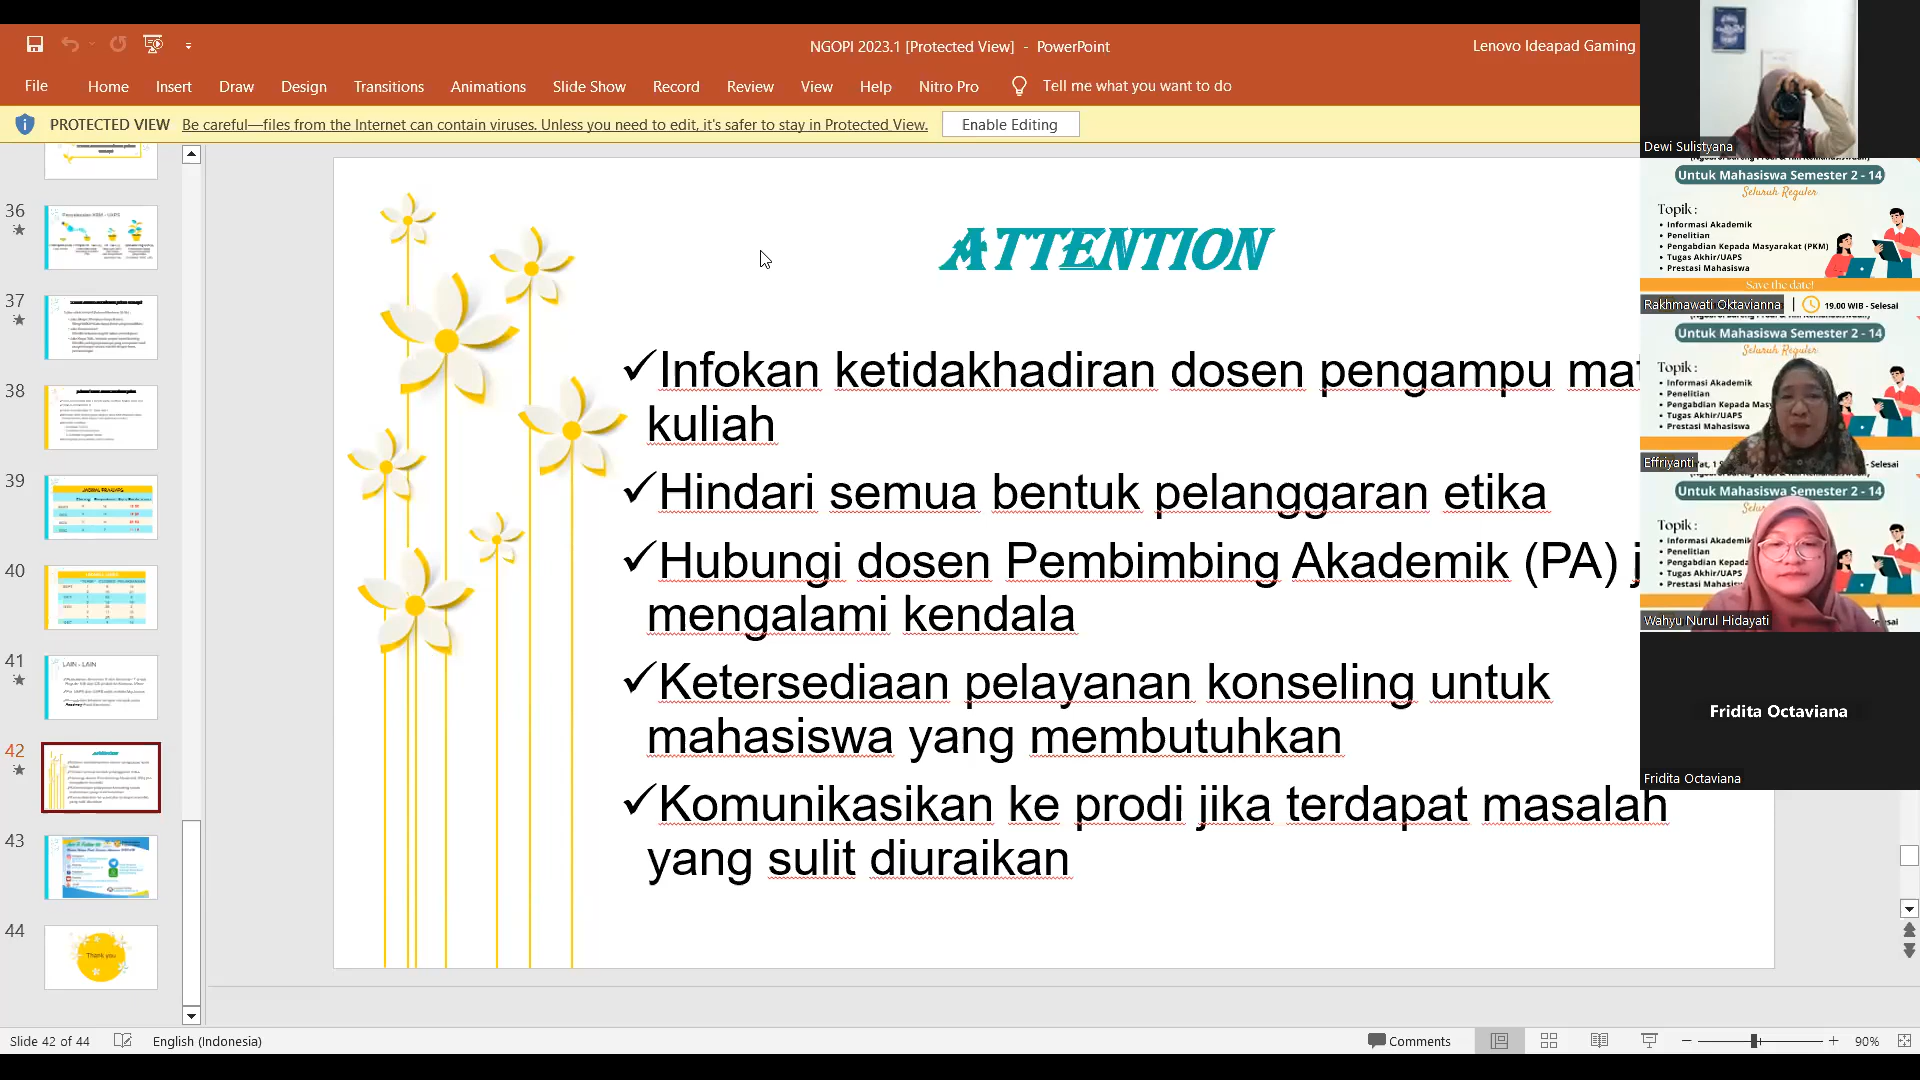 NGOPI 2023.1 [Protected View] - PowerPoint
Lenovo Ideapad Gaming
File Home Insert Draw Design Transitions Animations Slide Show Record Review View Help Nitro Pro Tell me what you want to do
PROTECTED VIEW Be careful—files from the Internet can contain viruses. Unless you need to edit, it's safer to stay in Protected View. Enable Editing
36
37
38
39
40
41
LAIN - LAIN
42
43
44
Thank you
ATTENTION
✓Infokan ketidakhadiran dosen pengampu
kuliah
✓Hindari semua bentuk pelanggaran etika
✓Hubungi dosen Pembimbing Akademik (PA)
mengalami kendala
✓Ketersediaan pelayanan konseling untuk
mahasiswa yang membutuhkan
✓Komunikasikan ke prodi jika terdapat masalah
yang sulit diuraikan
Dewi Sulistyana
Untuk Mahasiswa Semester 2 - 14
Seluruh Reguler
Topik :
• Informasi Akademik
• Penelitian
• Pengabdian Kepada Masyarakat (PKM)
• Tugas Akhir/UAPS
• Prestasi Mahasiswa
Save the date!
Rakhmawati Oktavianna
19.00 WIB - Selesai
Untuk Mahasiswa Semester 2 - 14
Seluruh Reguler
Topik :
• Informasi Akademik
• Penelitian
• Pengabdian Kepada
• Tugas Akhir/UAPS
• Prestasi Mahasiswa
Effriyanti
Selesai
Untuk Mahasiswa Semester 2 - 14
Topik :
• Informasi
• Penelitian
• Pengabdian Kepada
• Tugas Akhir/UAPS
• Prestasi
Wahyu Nurul Hidayati
Fridita Octaviana
Fridita Octaviana
Slide 42 of 44 English (Indonesia)
Comments
90%